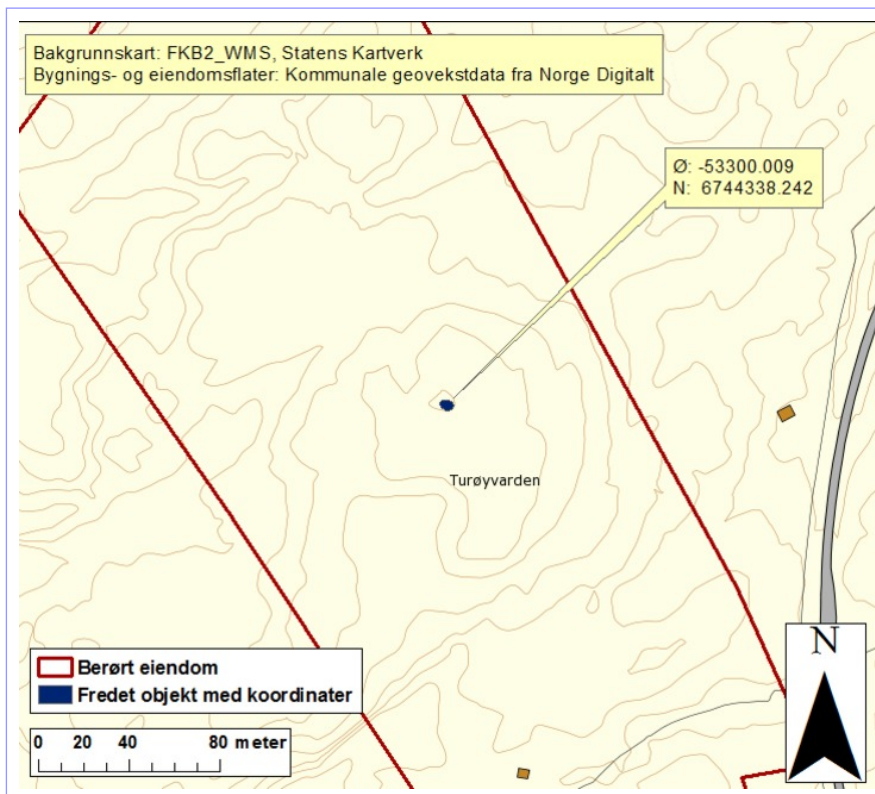 Bakgrunnskart: FKB2_WMS, Statens Kartverk
Bygnings- og eiendomsflater: Kommunale geovekstdata fra Norge Digitalt
Ø: -53300.009
N: 6744338.242
Turøyvarden
Berørt eiendom
Fredet objekt med koordinater
0 20 40 80 meter
N